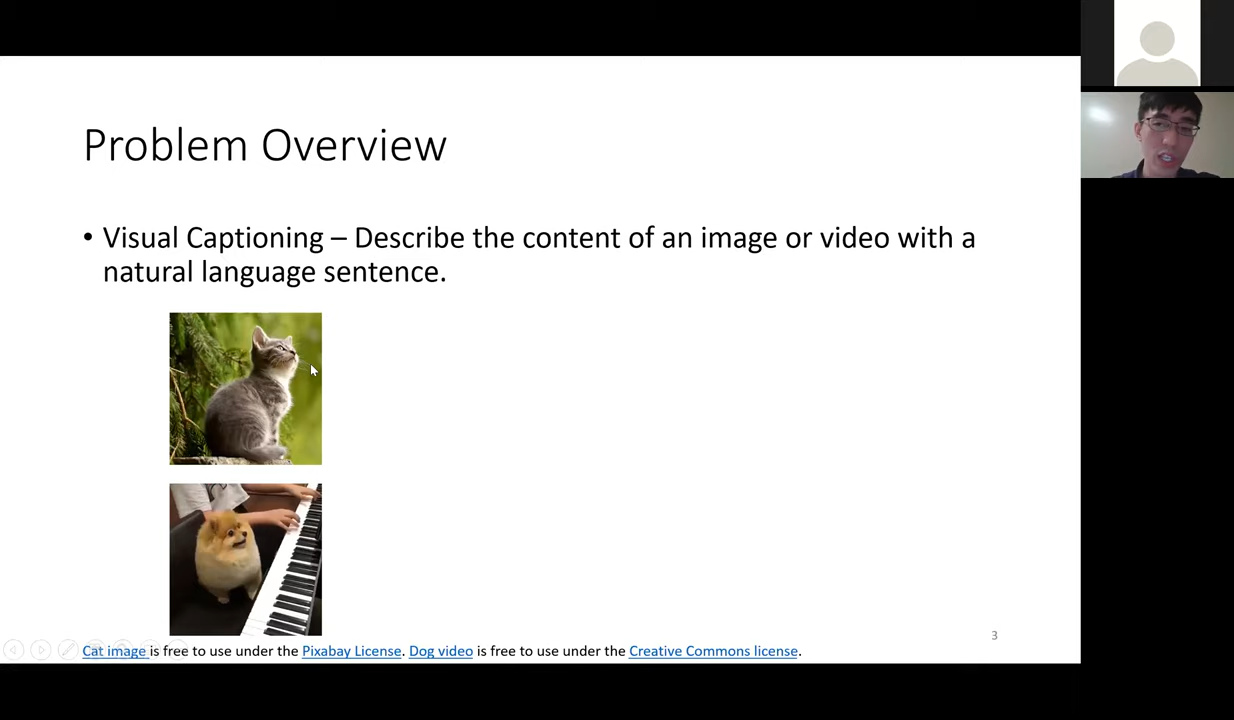 Problem Overview
• Visual Captioning – Describe the content of an image or video with a
natural language sentence.
3
Cat image is free to use under the Pixabay License. Dog video is free to use under the Creative Commons license.